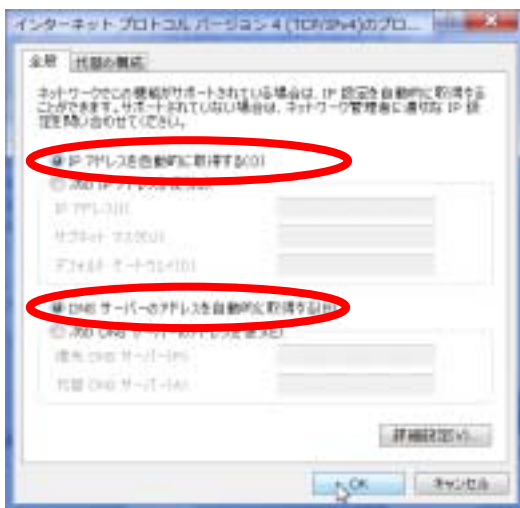 インターネット プロトコル バージョン 4 (TCP/IPv4)のプロ...
全般 代替の構成
ネットワークでこの機能がサポートされている場合は、IP 設定を自動的に取得することができます。サポートされていない場合は、ネットワーク管理者に適切な IP 設定を問い合わせてください。
IP アドレスを自動的に取得する(O)
次の IP アドレスを使う(S)
IP アドレス(I)
サブネット マスク(U)
デフォルト ゲートウェイ(D)
DNS サーバーのアドレスを自動的に取得する(B)
次の DNS サーバーのアドレスを使う(E)
優先 DNS サーバー(P)
代替 DNS サーバー(A)
詳細設定(V)...
OK キャンセル